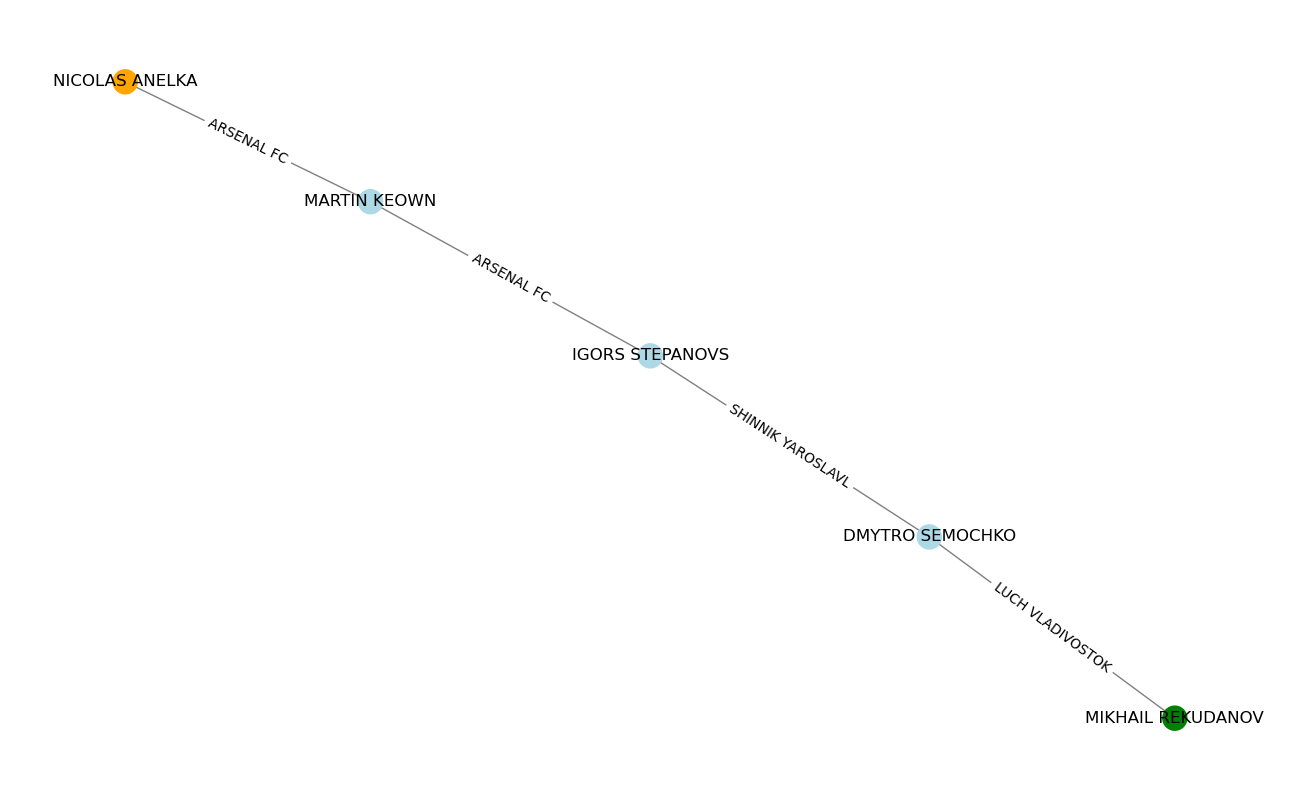 NICOLAS ANELKA
ARSENAL FC
MARTIN KEOWN
ARSENAL FC
IGORS STEPANOVS
SHINNIK YAROSLAVL
DMYTRO SEMOCHKO
LUCH VLADIVOSTOK
MIKHAIL REKUDANOV